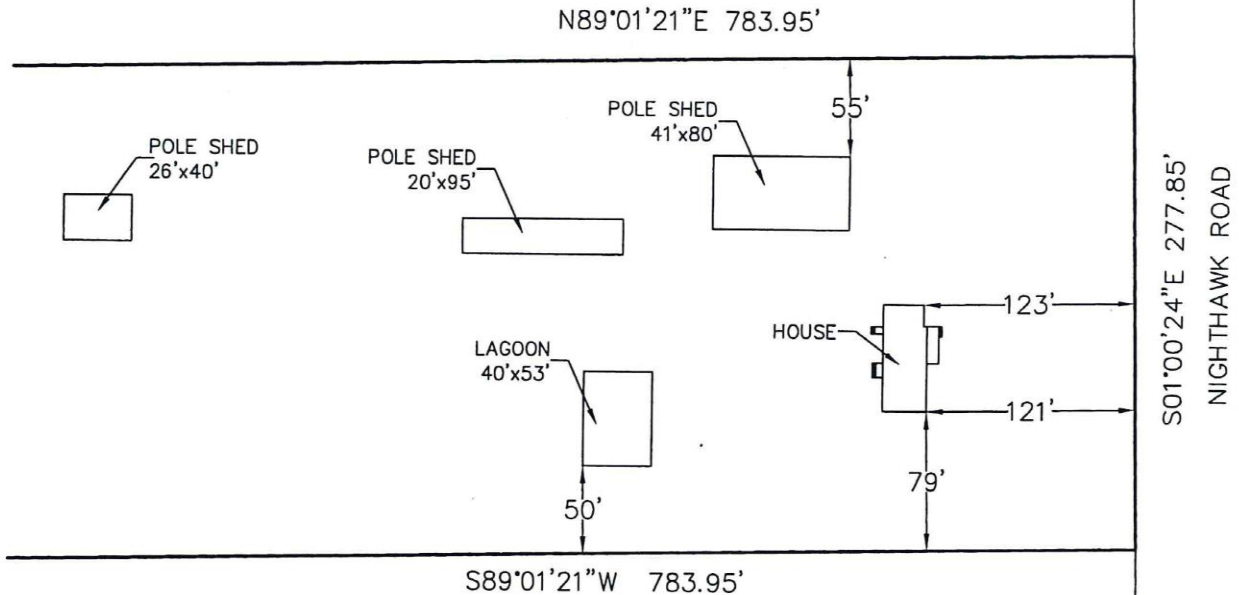 N89°01'21"E 783.95'
55'
POLE SHED
41'x80'
POLE SHED
26'x40'
POLE SHED
20'x95'
S01°00'24"E 277.85'
NIGHTHAWK ROAD
123'
HOUSE
LAGOON
40'x53'
121'
79'
50'
S89°01'21"W 783.95'